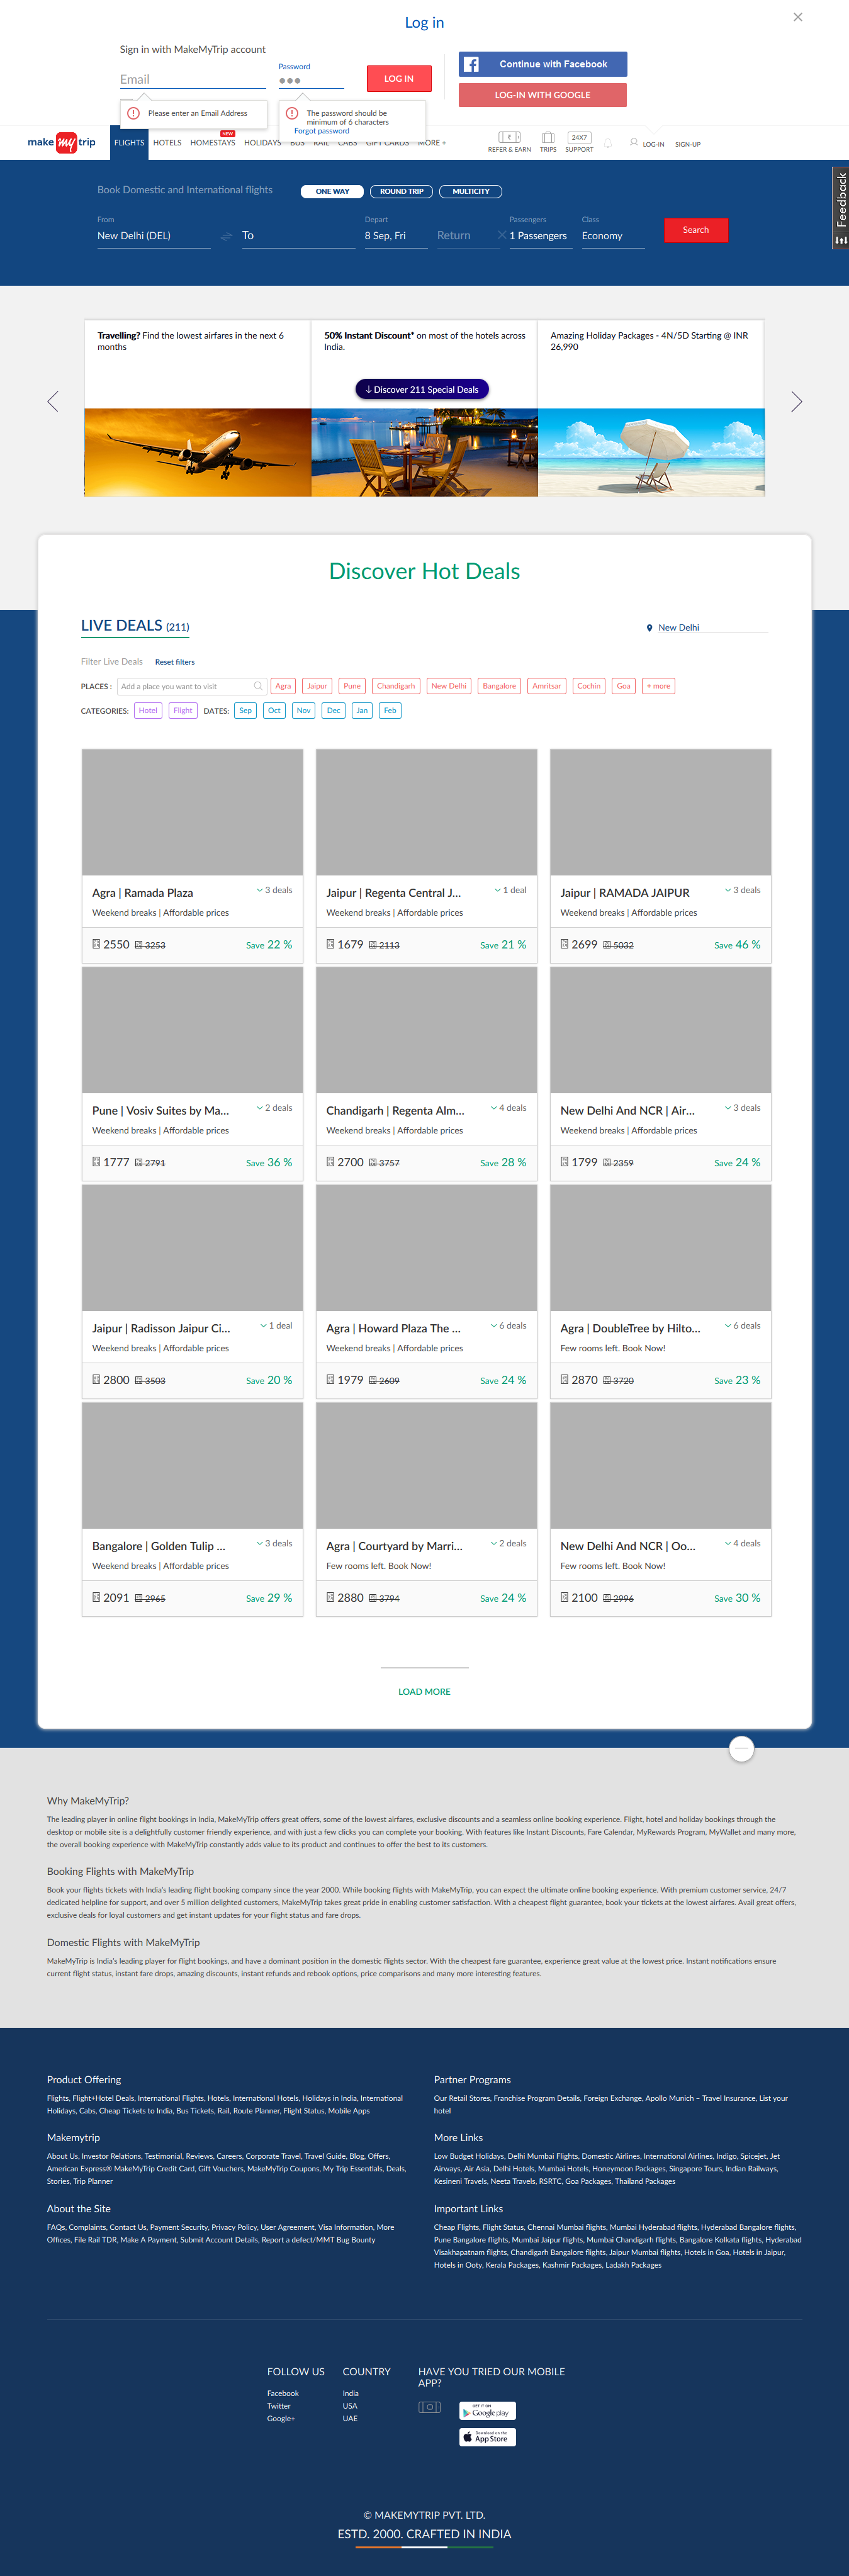 Log in
Sign in with MakeMyTrip account
Email
Password
LOG IN
Continue with Facebook
LOG-IN WITH GOOGLE
Please enter an Email Address
The password should be
minimum of 6 characters
Forgot password
make my trip
FLIGHTS
HOTELS
HOMESTAYS
NEW
HOLIDAYS
BUS
RAIL
CABS
GIFT CARDS
MORE +
REFER & EARN
TRIPS
24X7
SUPPORT
LOG-IN
SIGN-UP
Feedback
Book Domestic and International flights
ONE WAY
ROUND TRIP
MULTICITY
From
New Delhi (DEL)
To
Depart
8 Sep, Fri
Return
Passengers
1 Passengers
Class
Economy
Search
Travelling? Find the lowest airfares in the next 6
months
50% Instant Discount* on most of the hotels across
India.
Amazing Holiday Packages - 4N/5D Starting @ INR
26,990
Discover 211 Special Deals
Discover Hot Deals
LIVE DEALS (211)
New Delhi
Filter Live Deals Reset filters
PLACES : Add a place you want to visit Agra Jaipur Pune Chandigarh New Delhi Bangalore Amritsar Cochin Goa + more
CATEGORIES: Hotel Flight DATES: Sep Oct Nov Dec Jan Feb
Agra | Ramada Plaza 3 deals
Weekend breaks | Affordable prices
2550 3253 Save 22 %
Jaipur | Regenta Central J... 1 deal
Weekend breaks | Affordable prices
1679 2113 Save 21 %
Jaipur | RAMADA JAIPUR 3 deals
Weekend breaks | Affordable prices
2699 5032 Save 46 %
Pune | Vosiv Suites by Ma... 2 deals
Weekend breaks | Affordable prices
1777 2791 Save 36 %
Chandigarh | Regenta Alm... 4 deals
Weekend breaks | Affordable prices
2700 3757 Save 28 %
New Delhi And NCR | Air... 3 deals
Weekend breaks | Affordable prices
1799 2359 Save 24 %
Jaipur | Radisson Jaipur Ci... 1 deal
Weekend breaks | Affordable prices
2800 3503 Save 20 %
Agra | Howard Plaza The ... 6 deals
Weekend breaks | Affordable prices
1979 2609 Save 24 %
Agra | DoubleTree by Hilto... 6 deals
Few rooms left. Book Now!
2870 3720 Save 23 %
Bangalore | Golden Tulip ... 3 deals
Weekend breaks | Affordable prices
2091 2965 Save 29 %
Agra | Courtyard by Marri... 2 deals
Few rooms left. Book Now!
2880 3794 Save 24 %
New Delhi And NCR | Oo... 4 deals
Few rooms left. Book Now!
2100 2996 Save 30 %
LOAD MORE
Why MakeMyTrip?
The leading player in online flight bookings in India, MakeMyTrip offers great offers, some of the lowest airfares, exclusive discounts and a seamless online booking experience. Flight, hotel and holiday bookings through the
desktop or mobile site is a delightfully customer friendly experience, and with just a few clicks you can complete your booking. With features like Instant Discounts, Fare Calendar, MyRewards Program, MyWallet and many more,
the overall booking experience with MakeMyTrip constantly adds value to its product and continues to offer the best to its customers.
Booking Flights with MakeMyTrip
Book your flights tickets with India's leading flight booking company since the year 2000. While booking flights with MakeMyTrip, you can expect the ultimate online booking experience. With premium customer service, 24/7
dedicated helpline for support, and over 5 million delighted customers, MakeMyTrip takes great pride in enabling customer satisfaction. With a cheapest flight guarantee, book your tickets at the lowest airfares. Avail great offers,
exclusive deals for loyal customers and get instant updates for your flight status and fare drops.
Domestic Flights with MakeMyTrip
MakeMyTrip is India's leading player for flight bookings, and have a dominant position in the domestic flights sector. With the cheapest fare guarantee, experience great value at the lowest price. Instant notifications ensure
current flight status, instant fare drops, amazing discounts, instant refunds and rebook options, price comparisons and many more interesting features.
Product Offering
Flights, Flight+Hotel Deals, International Flights, Hotels, International Hotels, Holidays in India, International
Holidays, Cabs, Cheap Tickets to India, Bus Tickets, Rail, Route Planner, Flight Status, Mobile Apps
Partner Programs
Our Retail Stores, Franchise Program Details, Foreign Exchange, Apollo Munich – Travel Insurance, List your
hotel
Makemytrip
About Us, Investor Relations, Testimonial, Reviews, Careers, Corporate Travel, Travel Guide, Blog, Offers,
American Express® MakeMyTrip Credit Card, Gift Vouchers, MakeMyTrip Coupons, My Trip Essentials, Deals,
Stories, Trip Planner
More Links
Low Budget Holidays, Delhi Mumbai Flights, Domestic Airlines, International Airlines, Indigo, Spicejet, Jet
Airways, Air Asia, Delhi Hotels, Mumbai Hotels, Honeymoon Packages, Singapore Tours, Indian Railways,
Kesineni Travels, Neeta Travels, RSRTC, Goa Packages, Thailand Packages
About the Site
FAQs, Complaints, Contact Us, Payment Security, Privacy Policy, User Agreement, Visa Information, More
Offices, File Rail TDR, Make A Payment, Submit Account Details, Report a defect/MMT Bug Bounty
Important Links
Cheap Flights, Flight Status, Chennai Mumbai flights, Mumbai Hyderabad flights, Hyderabad Bangalore flights,
Pune Bangalore flights, Mumbai Jaipur flights, Mumbai Chandigarh flights, Bangalore Kolkata flights, Hyderabad
Visakhapatnam flights, Chandigarh Bangalore flights, Jaipur Mumbai flights, Hotels in Goa, Hotels in Jaipur,
Hotels in Ooty, Kerala Packages, Kashmir Packages, Ladakh Packages
FOLLOW US
Facebook
Twitter
Google+
COUNTRY
India
USA
UAE
HAVE YOU TRIED OUR MOBILE
APP?
GET IT ON
Google play
Download on the
App Store
© MAKEMYTRIP PVT. LTD.
ESTD. 2000. CRAFTED IN INDIA